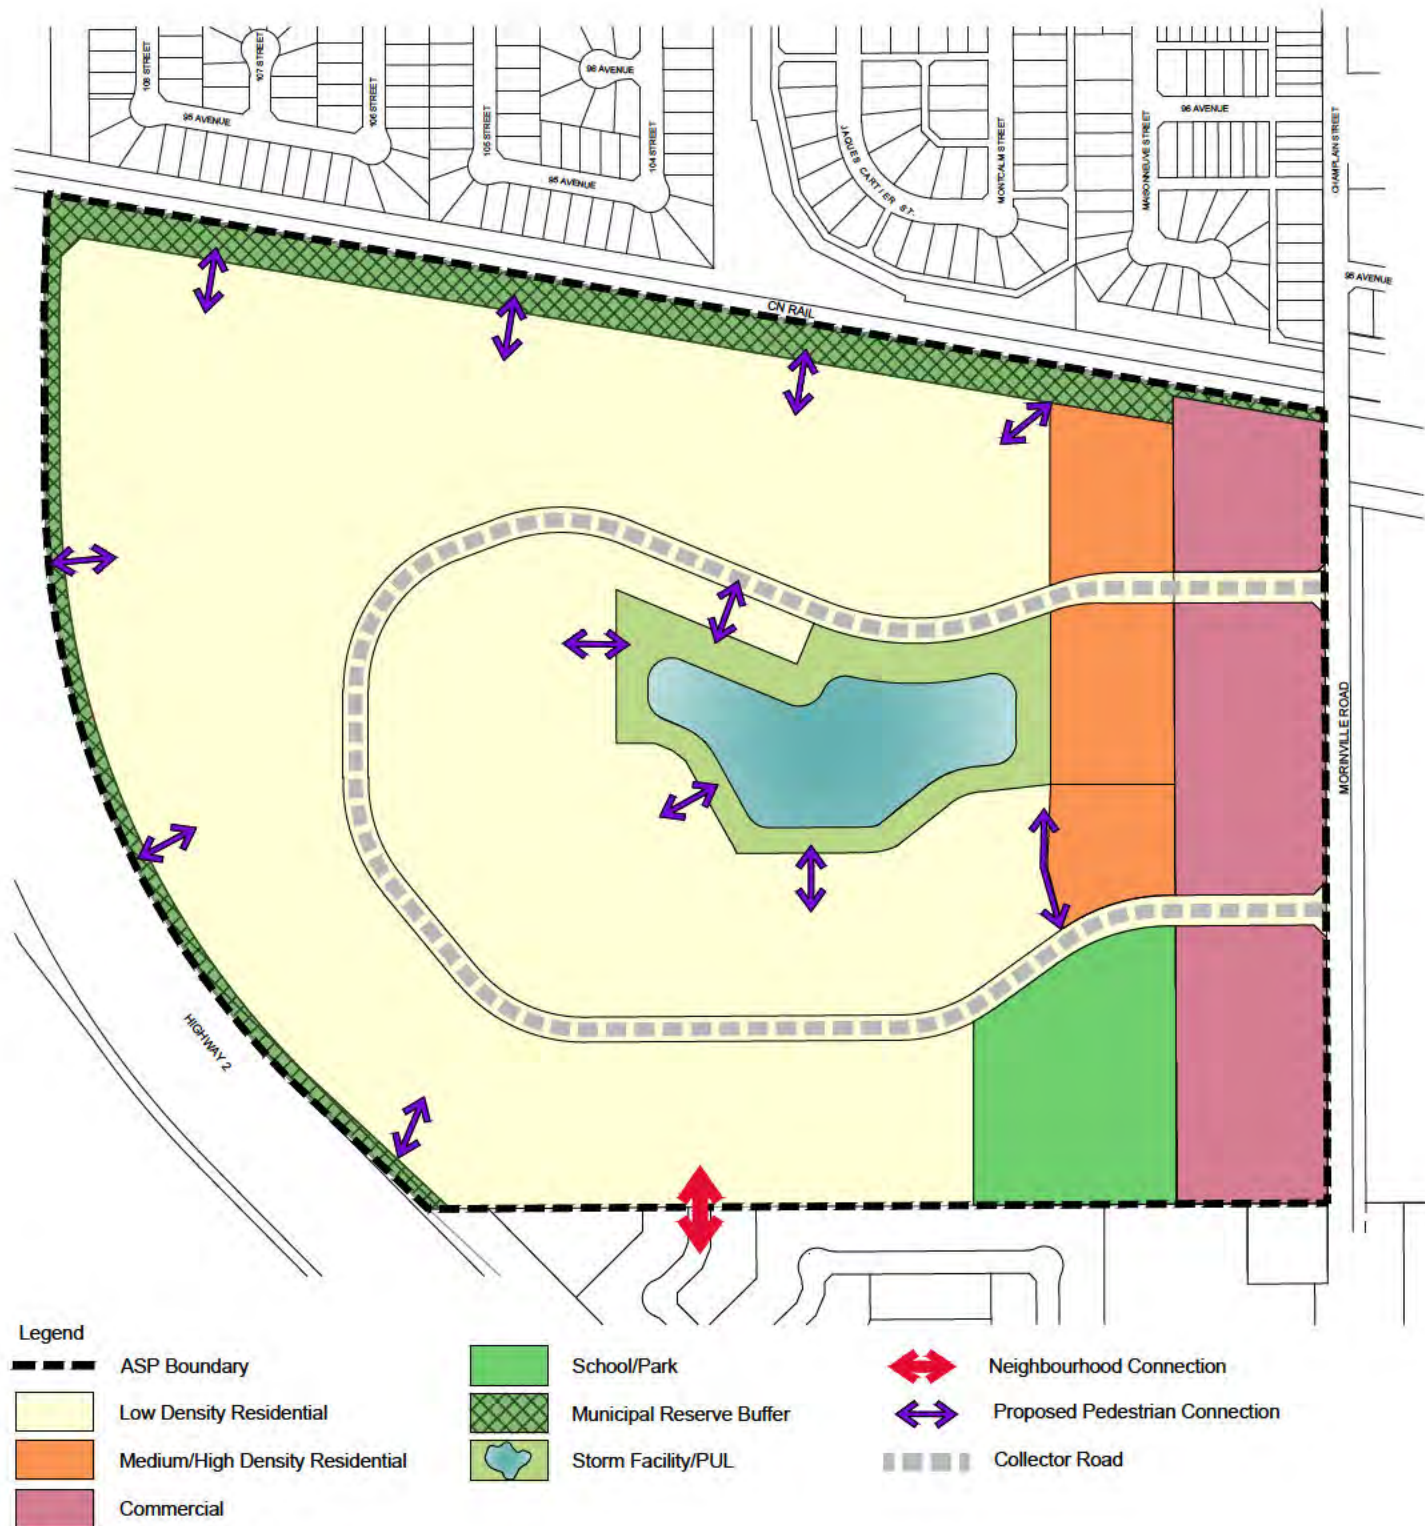 108 STREET
107 STREET
106 STREET
105 STREET
104 STREET
96 AVENUE
95 AVENUE
95 AVENUE
JAQUES CARTIER ST.
MONTCALM STREET
MAISONNEUVE STREET
96 AVENUE
CHAMPLAIN STREET
95 AVENUE
CN RAIL
MORINVILLE ROAD
HIGHWAY 2
Legend
ASP Boundary
Low Density Residential
Medium/High Density Residential
Commercial
School/Park
Municipal Reserve Buffer
Storm Facility/PUL
Neighbourhood Connection
Proposed Pedestrian Connection
Collector Road